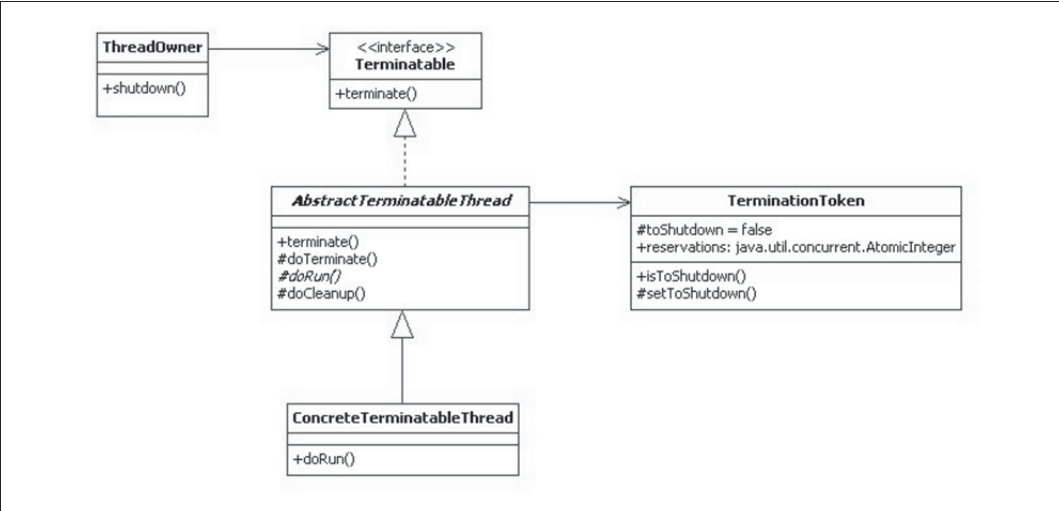 ThreadOwner
+shutdown()
<<interface>>
Terminatable
+terminate()
AbstractTerminatableThread
+terminate()
#doTerminate()
#doRun()
#doCleanup()
TerminationToken
#toShutdown = false
+reservations: java.util.concurrent.AtomicInteger
+isToShutdown()
#setToShutdown()
ConcreteTerminatableThread
+doRun()